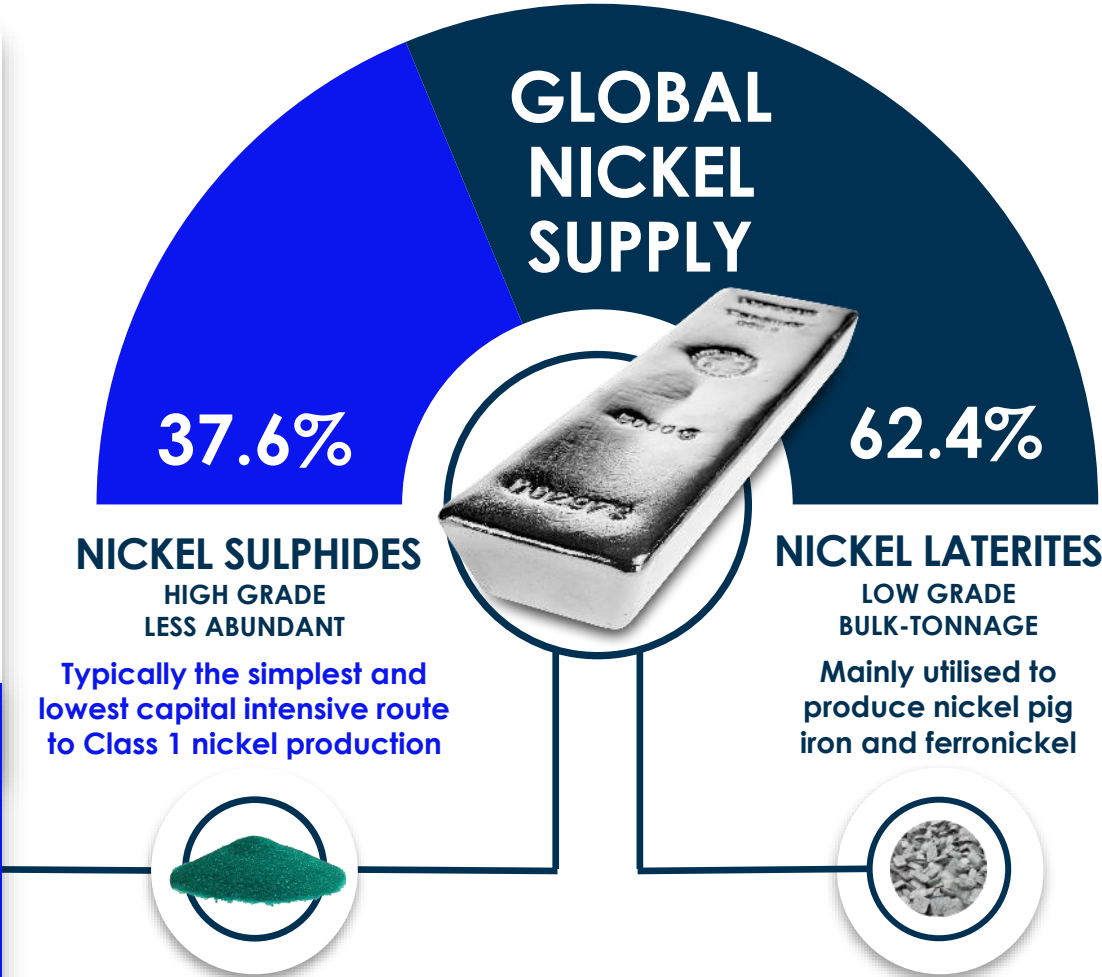 GLOBAL
NICKEL
SUPPLY
37.6%
62.4%
NICKEL SULPHIDES
HIGH GRADE
LESS ABUNDANT
Typically the simplest and
lowest capital intensive route
to Class 1 nickel production
NICKEL LATERITES
LOW GRADE
BULK-TONNAGE
Mainly utilised to
produce nickel pig
iron and ferronickel